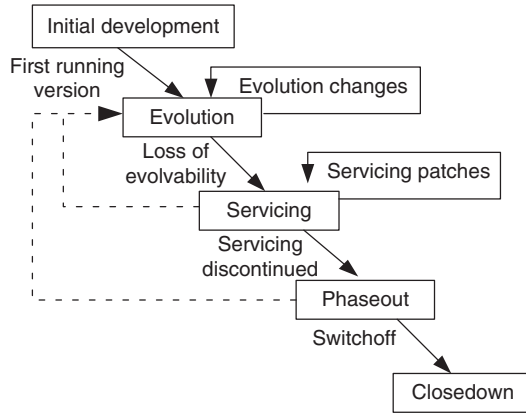 Initial development
First running
version
Evolution changes
Evolution
Loss of
evolvability
Servicing patches
Servicing
Servicing
discontinued
Phaseout
Switchoff
Closedown